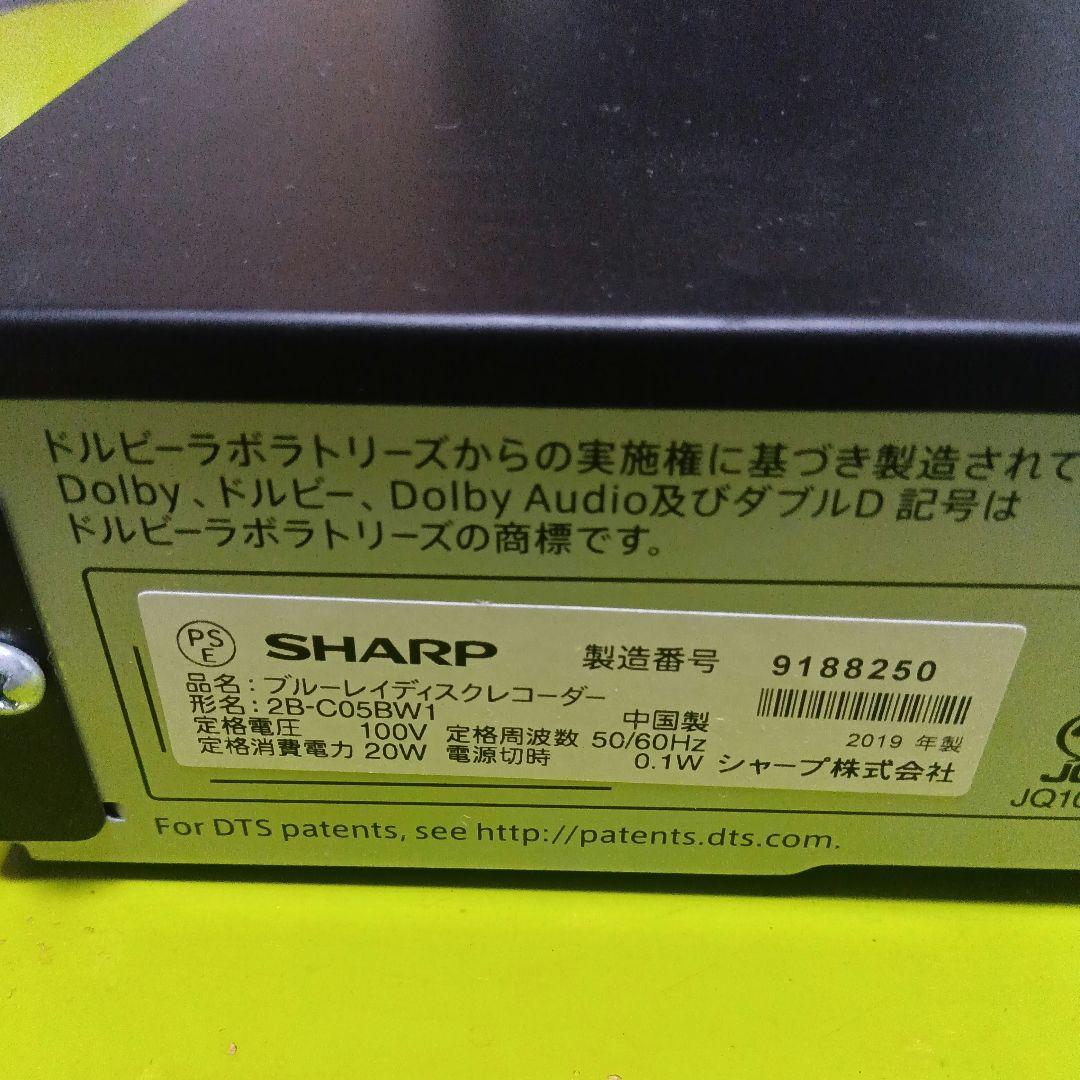 ドルビーラボラトリーズからの実施権に基づき製造されて
Dolby、ドルビー、Dolby Audio及びダブルD 記号は
ドルビーラボラトリーズの商標です。
PS
E
SHARP 製造番号 9188250
品名：ブルーレイディスクレコーダー
形名：2B-C05BW1 中国製
定格電圧 100V 定格周波数 50/60Hz 2019 年製
定格消費電力 20W 電源切時 0.1W シャープ株式会社
For DTS patents, see http://patents.dts.com.